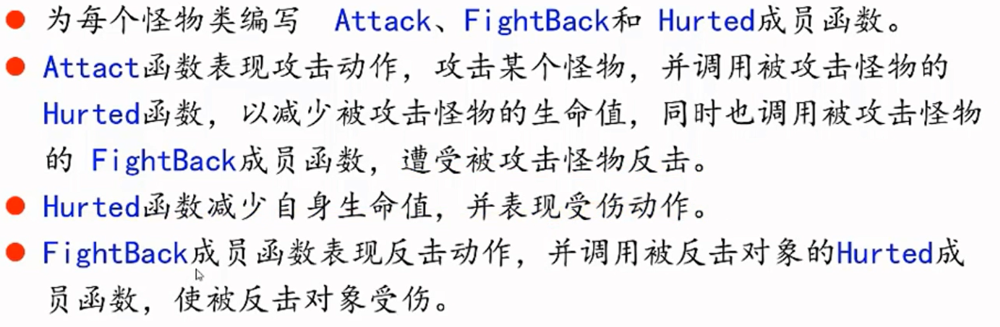 为每个怪物类编写 Attack、FightBack和 Hurted成员函数。
Attact函数表现攻击动作，攻击某个怪物，并调用被攻击怪物的
Hurted函数，以减少被攻击怪物的生命值，同时也调用被攻击怪物
的 FightBack成员函数，遭受被攻击怪物反击。
Hurted函数减少自身生命值，并表现受伤动作。
FightBack成员函数表现反击动作，并调用被反击对象的Hurted成
员函数，使被反击对象受伤。